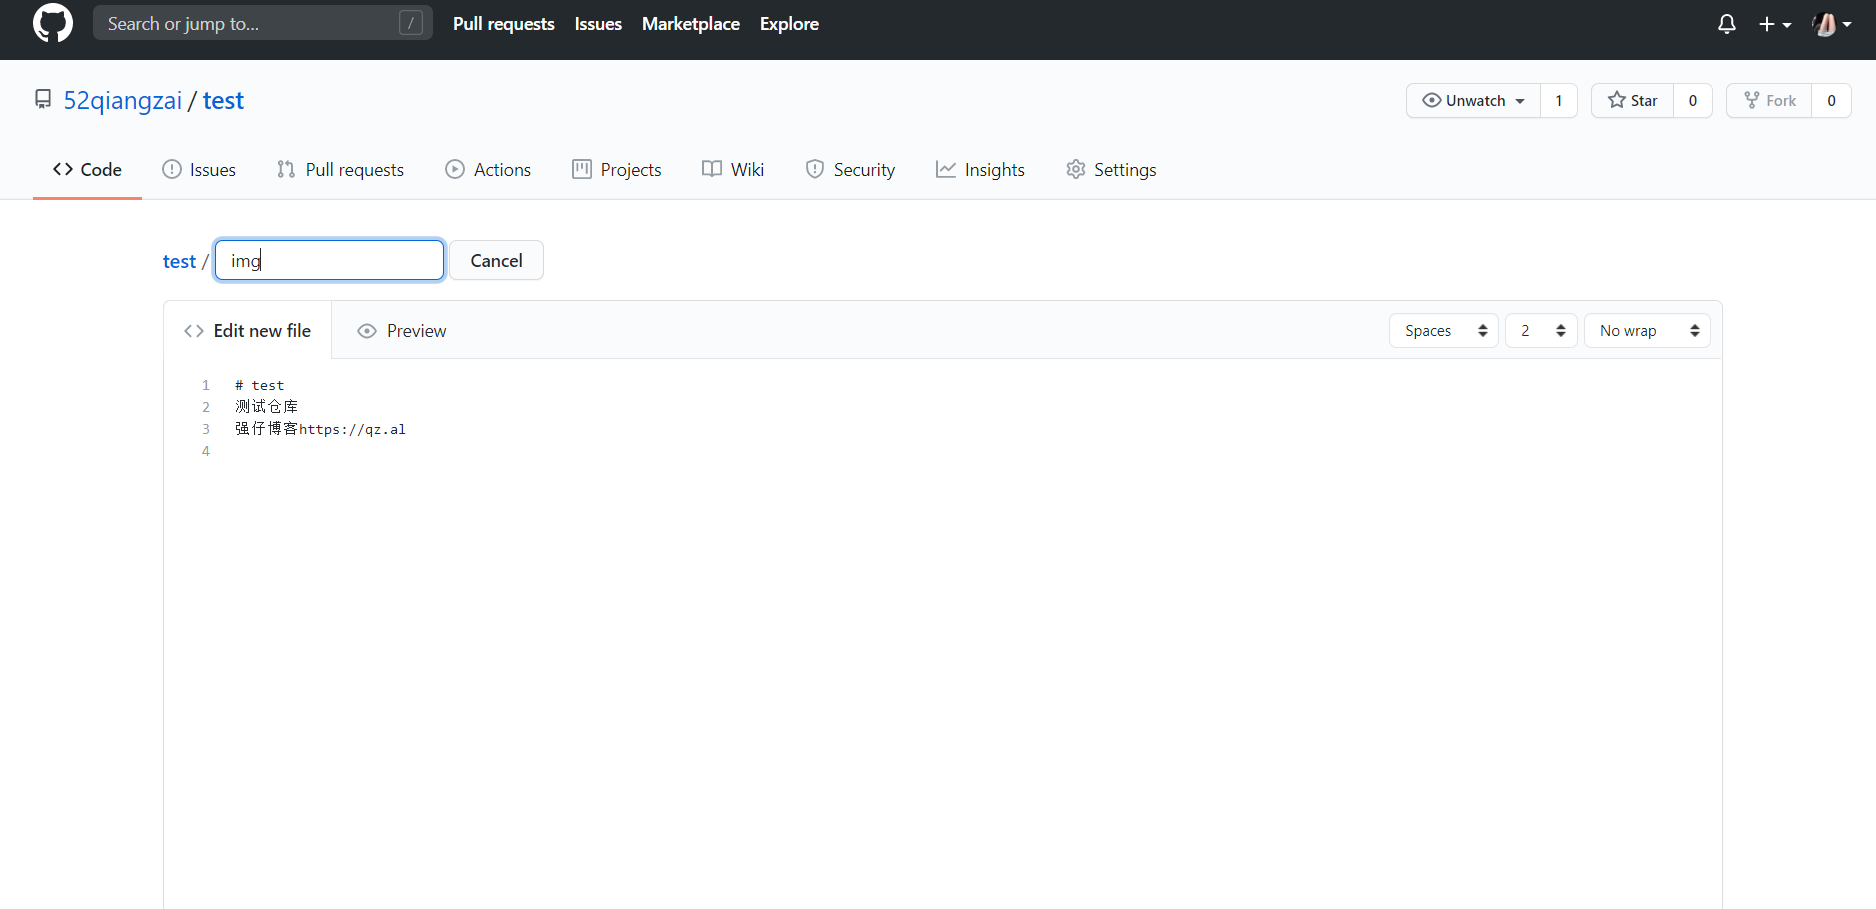 Search or jump to... /
Pull requests Issues Marketplace Explore
52qiangzai / test
Unwatch 1 Star 0 Fork 0
Code Issues Pull requests Actions Projects Wiki Security Insights Settings
test / img Cancel
Edit new file Preview Spaces 2 No wrap
1 # test
2 测试仓库
3 强仔博客https://qz.al
4